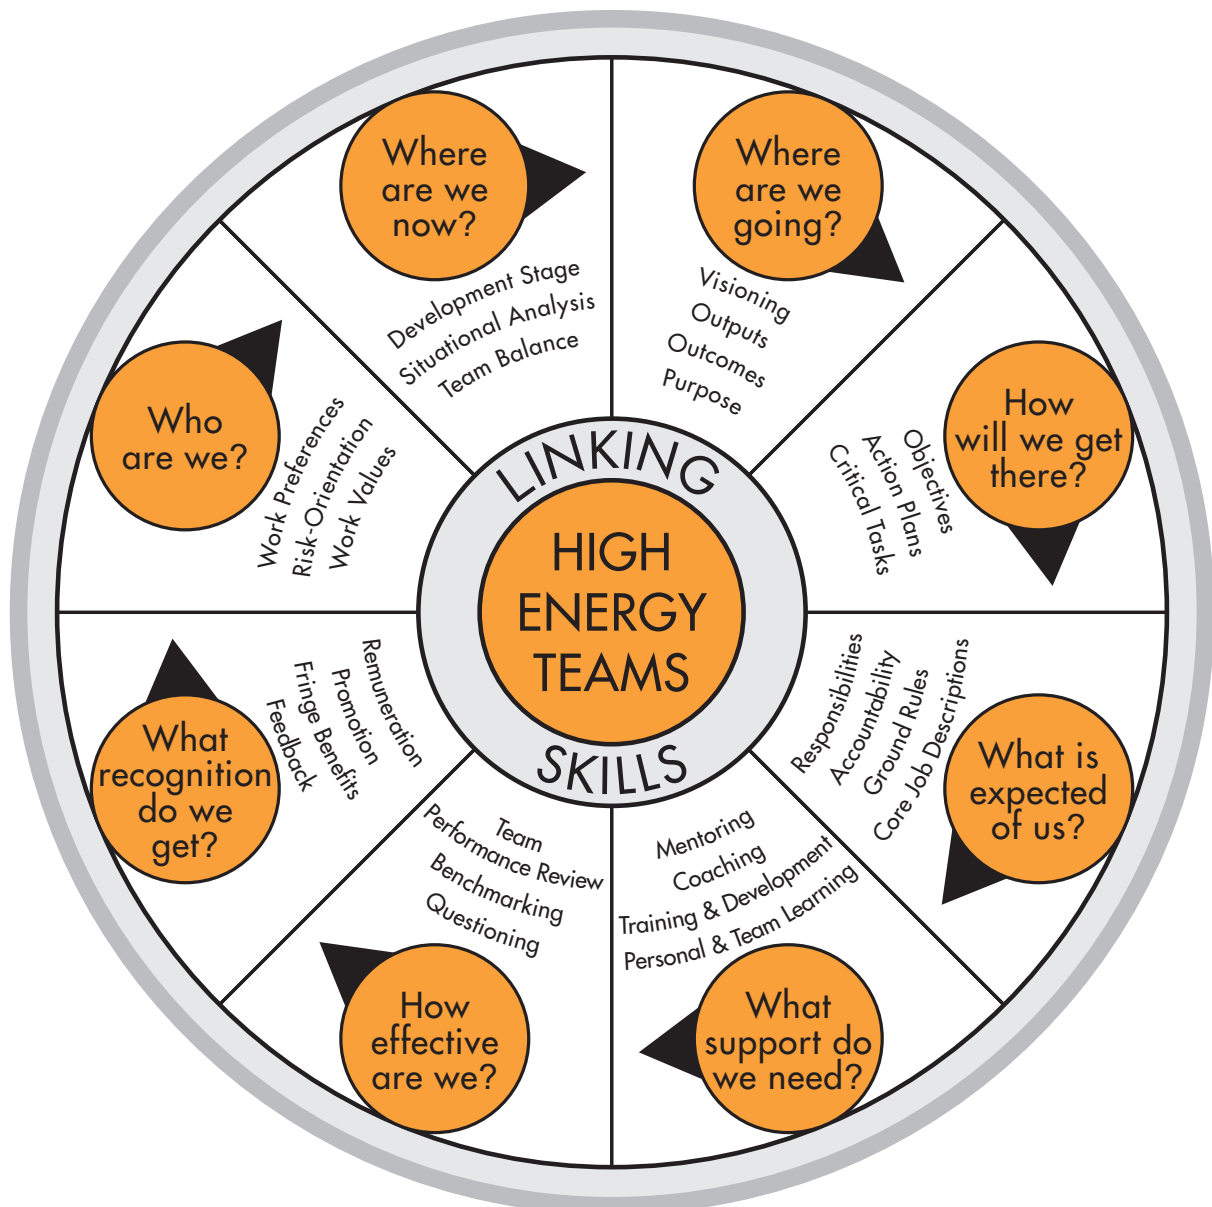 Where
are we
now?
Development Stage
Situational Analysis
Team Balance
Where
are we
going?
Visioning
Outputs
Outcomes
Purpose
How
will we get
there?
Objectives
Action Plans
Critical Tasks
What is
expected
of us?
Responsibilities
Accountability
Ground Rules
Core Job Descriptions
What
support do
we need?
Mentoring
Coaching
Training & Development
Personal & Team Learning
How
effective
are we?
Team
Performance Review
Benchmarking
Questioning
What
recognition
do we
get?
Remuneration
Promotion
Fringe Benefits
Feedback
Who
are we?
Work Preferences
Risk-Orientation
Work Values
LINKING
HIGH
ENERGY
TEAMS
SKILLS